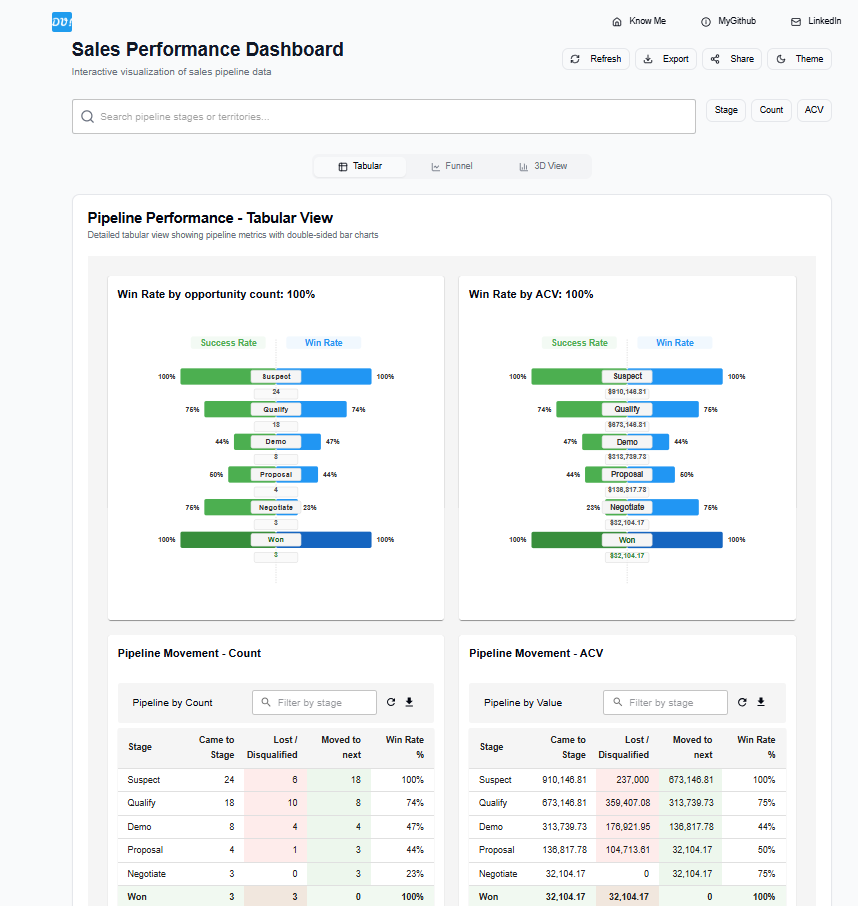 DV!
Know Me
MyGithub
LinkedIn
Sales Performance Dashboard
Interactive visualization of sales pipeline data
Refresh
Export
Share
Theme
Search pipeline stages or territories...
Stage
Count
ACV
Tabular
Funnel
3D View
Pipeline Performance - Tabular View
Detailed tabular view showing pipeline metrics with double-sided bar charts
Win Rate by opportunity count: 100%
Success Rate Win Rate
100% Suspect 100%
24
75% Qualify 74%
18
44% Demo 47%
8
50% Proposal 44%
4
75% Negotiate 23%
3
100% Won 100%
3
Win Rate by ACV: 100%
Success Rate Win Rate
100% Suspect 100%
$910,146.81
74% Qualify 75%
$673,146.81
47% Demo 44%
$313,739.73
44% Proposal 50%
$136,817.78
23% Negotiate 75%
$32,104.17
100% Won 100%
$32,104.17
Pipeline Movement - Count
Pipeline by Count
Filter by stage
Stage Came to Stage Lost / Disqualified Moved to next Win Rate %
Suspect 24 6 18 100%
Qualify 18 10 8 74%
Demo 8 4 4 47%
Proposal 4 1 3 44%
Negotiate 3 0 3 23%
Won 3 3 0 100%
Pipeline Movement - ACV
Pipeline by Value
Filter by stage
Stage Came to Stage Lost / Disqualified Moved to next Win Rate %
Suspect 910,146.81 237,000 673,146.81 100%
Qualify 673,146.81 359,407.08 313,739.73 75%
Demo 313,739.73 176,921.95 136,817.78 44%
Proposal 136,817.78 104,713.61 32,104.17 50%
Negotiate 32,104.17 0 32,104.17 75%
Won 32,104.17 32,104.17 0 100%